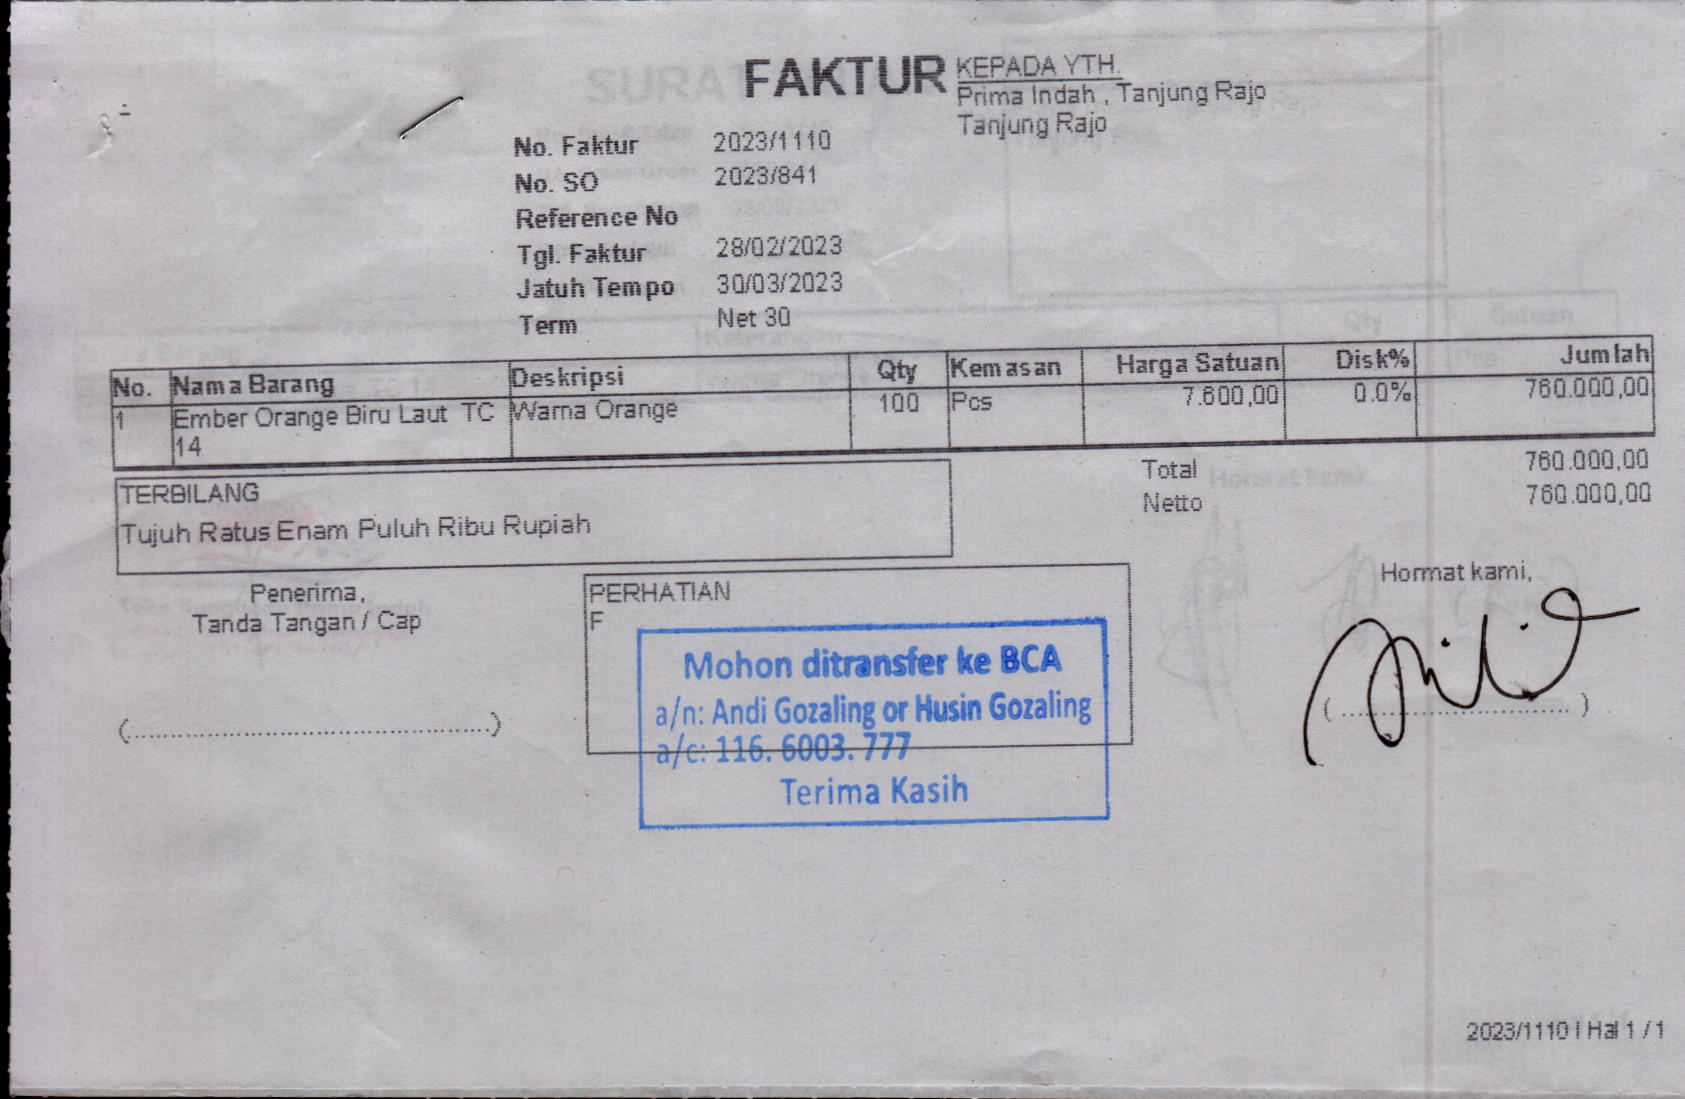 FAKTUR
KEPADA YTH.
Prima Indah , Tanjung Rajo
Tanjung Rajo
No. Faktur 2023/1110
No. SO 2023/841
Reference No
Tgl. Faktur 28/02/2023
Jatuh Tempo 30/03/2023
Term Net 30
No. Nama Barang Deskripsi Qty Kemasan Harga Satuan Disk% Jumlah
1 Ember Orange Biru Laut TC Warna Orange 100 Pcs 7.600,00 0.0% 760.000,00
14
Total 760.000,00
Netto 760.000,00
TERBILANG
Tujuh Ratus Enam Puluh Ribu Rupiah
Penerima,
Tanda Tangan / Cap
(............................................)
PERHATIAN
F
Mohon ditransfer ke BCA
a/n: Andi Gozaling or Husin Gozaling
a/c: 116. 6003. 777
Terima Kasih
Hormat kami,
(................................)
2023/1110 | Hal 1 / 1